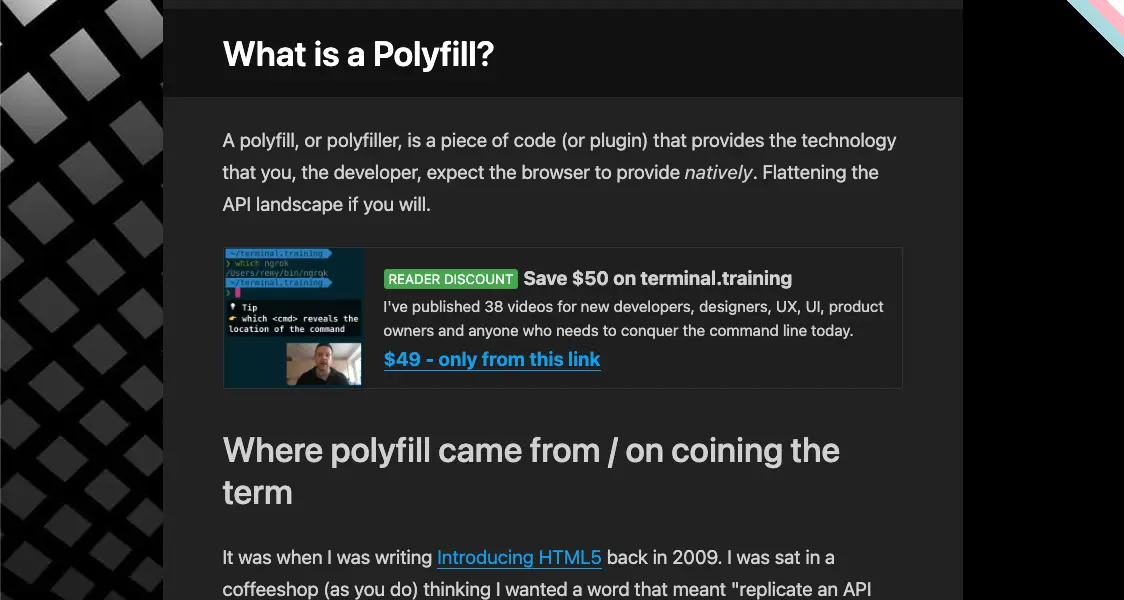 What is a Polyfill?
A polyfill, or polyfiller, is a piece of code (or plugin) that provides the technology
that you, the developer, expect the browser to provide natively. Flattening the
API landscape if you will.
~/terminal.training
❯ which ngrok
/Users/remy/bin/ngrok
~/terminal.training
❯
💡 Tip
👉 which <cmd> reveals the
location of the command
READER DISCOUNT Save $50 on terminal.training
I've published 38 videos for new developers, designers, UX, UI, product
owners and anyone who needs to conquer the command line today.
$49 - only from this link
Where polyfill came from / on coining the
term
It was when I was writing Introducing HTML5 back in 2009. I was sat in a
coffeeshop (as you do) thinking I wanted a word that meant "replicate an API